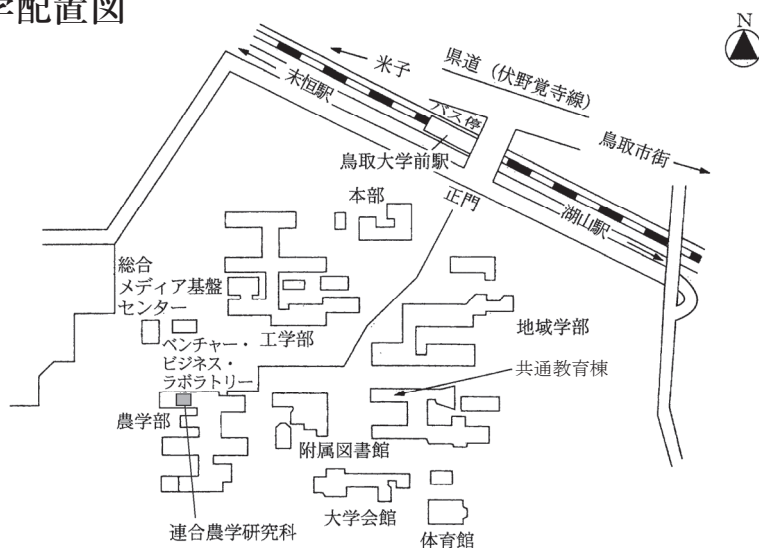 学配置図
N
米子
県道（伏野覚寺線）
末恒駅
バス停
鳥取市街
鳥取大学前駅
本部
正門
湖山駅
総合
メディア基盤
センター
工学部
地域学部
ベンチャー・
ビジネス・
ラボラトリー
共通教育棟
農学部
附属図書館
大学会館
連合農学研究科
体育館